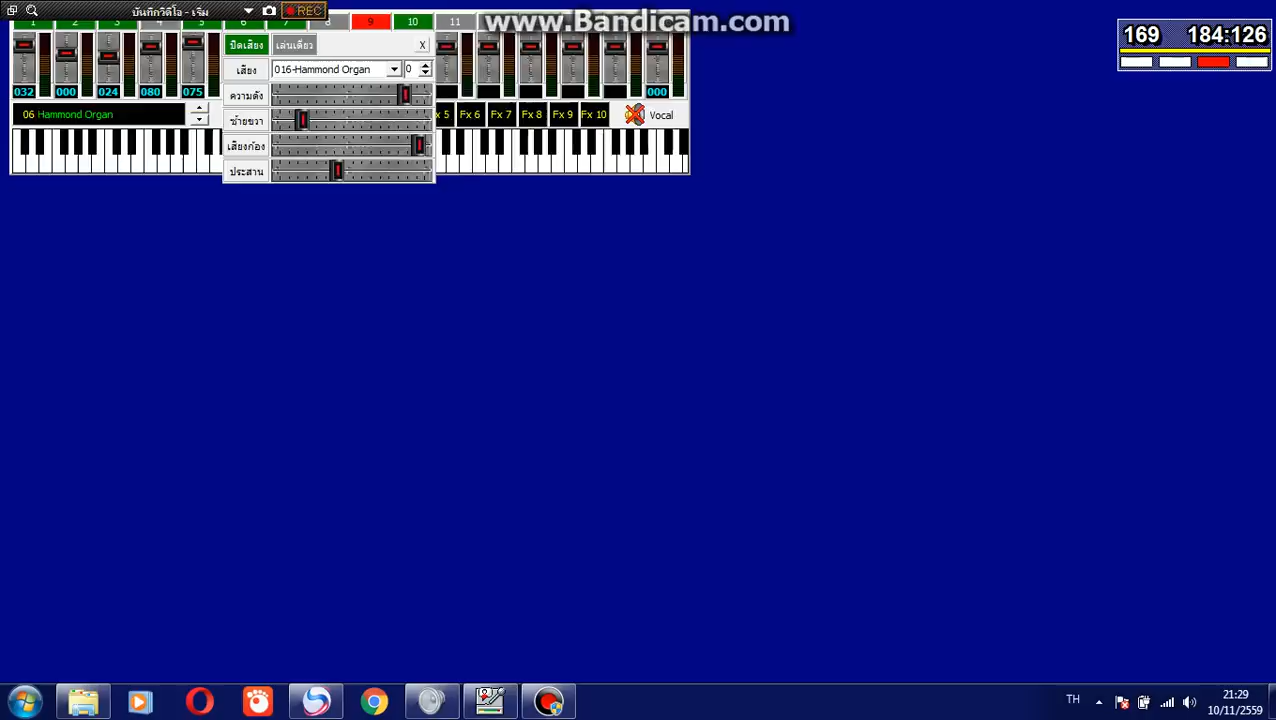 บันทึกวิดีโอ - เริ่ม
REC
www.Bandicam.com
1 2 3 4 5 6 7 8 9 10 11
169 184:126
ปิดเสียง เล่นเดี่ยว X
เสียง 016-Hammond Organ 0
032 000 024 080 075 000
ความดัง
06 Hammond Organ
x 5 Fx 6 Fx 7 Fx 8 Fx 9 Fx 10 Vocal
ซ้ายขวา
เสียงก้อง
ประสาน
TH
21:29
10/11/2559